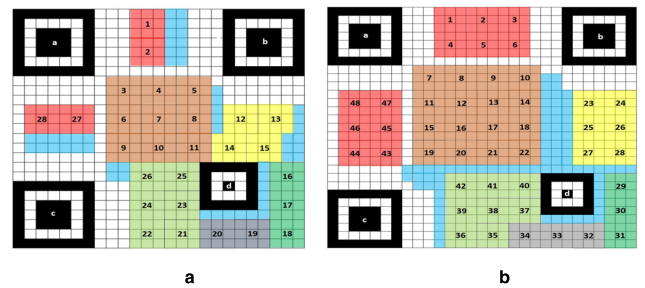 a 1 b
2
3 4 5
28 27 6 7 8 12 13
9 10 11 14 15
26 25 d 16
c 24 23 17
22 21 20 19 18
a
a 1 2 3 b
4 5 6
7 8 9 10
48 47 11 12 13 14 23 24
46 45 15 16 17 18 25 26
44 43 19 20 21 22 27 28
42 41 40 d 29
c 39 38 37 30
36 35 34 33 32 31
b